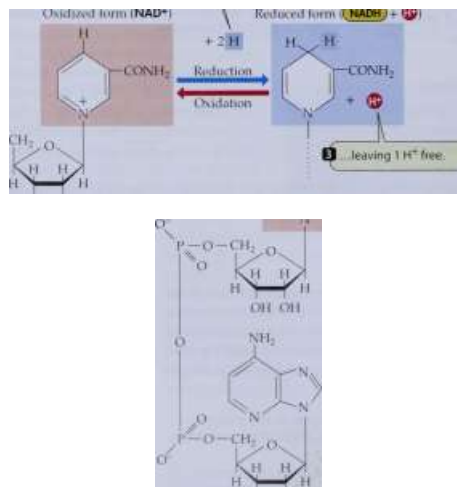 Oxidized form (NAD+) Reduced form (NADH + H+)
H
+ 2 H
H H
CONH₂
Reduction
CONH₂
Oxidation
+ H+
+
N
N
CH₂
O
3 ...leaving 1 H+ free.
H H
H
O⁻
N
P—O—CH₂
O
O
H H
H H
OH OH
O
NH₂
N
N
N
O
P—O—CH₂
O
O⁻
H H
H H